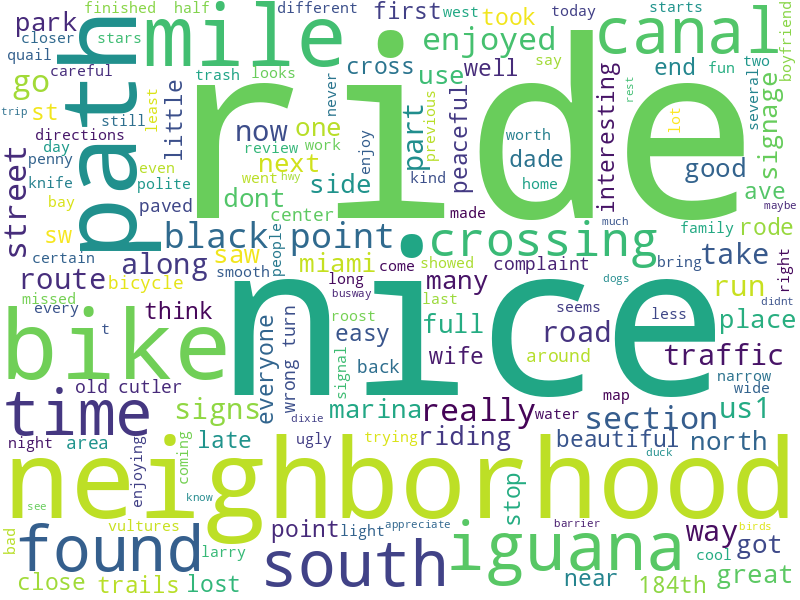 finished half different west took today starts
closer stars first two boyfriend
park mile enjoyed canal
quail
careful trash looks cross use well end fun say
go path ride
trip st least little now one part previous peaceful worth dade lot several signage
still never rest
directions review work enjoy interesting good
day next kind home
penny even went hwy
street knife polite dont side ave
bay paved center made much family rode maybe
sw black point crossing
certain saw people showed complaint bring take right
along smooth miami come many dogs
route bicycle long nice seems didnt run
missed busway last
every think roost full road less place
t everyone wrong turn easy signal wife around traffic
bike back map narrow
old cutler wide
time signs dixie marina really water section us1
night area late ugly trying riding beautiful north
enjoying coming duck
neighborhood
see know stop
bad vultures point light appreciate barrier birds
found larry south iguana way got
close trails lost near cool great
184th